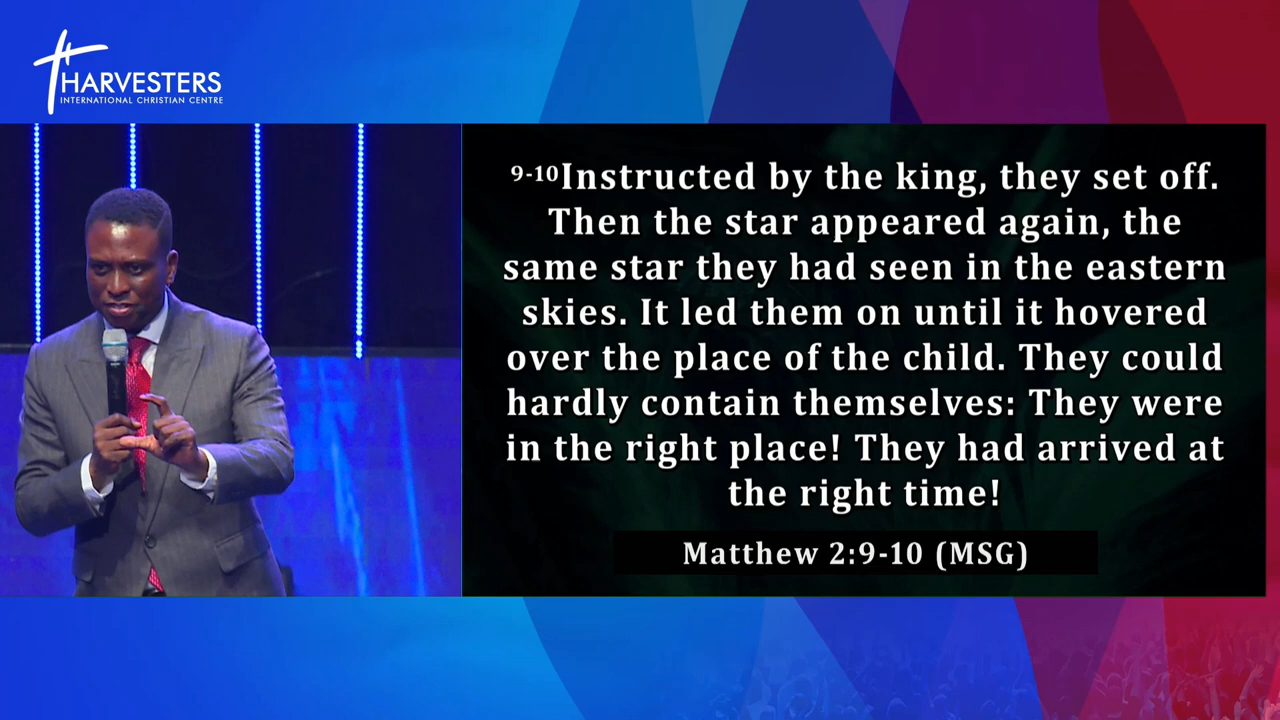 HARVESTERS
INTERNATIONAL CHRISTIAN CENTRE
9-10Instructed by the king, they set off.
Then the star appeared again, the
same star they had seen in the eastern
skies. It led them on until it hovered
over the place of the child. They could
hardly contain themselves: They were
in the right place! They had arrived at
the right time!
Matthew 2:9-10 (MSG)